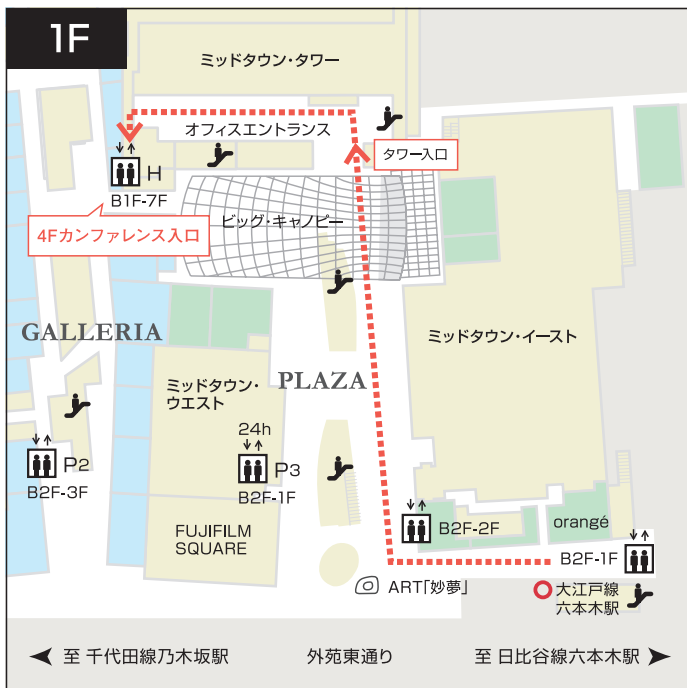 1F
ミッドタウン・タワー
オフィスエントランス
タワー入口
H
B1F-7F
4Fカンファレンス入口
ビッグ・キャノピー
GALLERIA
PLAZA
ミッドタウン・イースト
ミッドタウン・
ウエスト
24h
P2
B2F-3F
P3
B2F-1F
FUJIFILM
SQUARE
B2F-2F
orangé
B2F-1F
ART「妙夢」
大江戸線
六本木駅
至 千代田線乃木坂駅
外苑東通り
至 日比谷線六本木駅